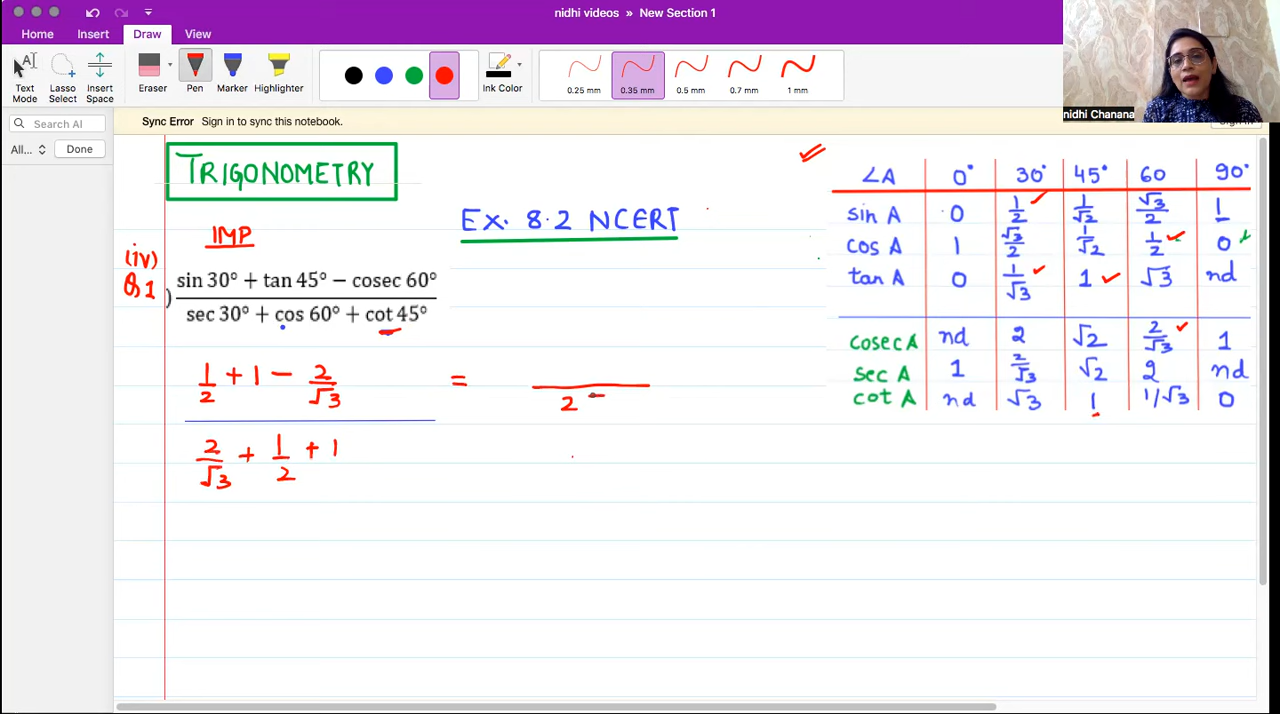 nidhi videos » New Section 1
Home Insert Draw View
Text Mode
Lasso Select
Insert Space
Eraser
Pen
Marker
Highlighter
Ink Color
0.25 mm
0.35 mm
0.5 mm
0.7 mm
1 mm
nidhi Chanana
Search Al
Sync Error Sign in to sync this notebook.
All...
Done
TRIGONOMETRY
Ex. 8.2 NCERT
IMP
(iv)
Q1
)
sin 30° + tan 45° − cosec 60°
sec 30° + cos 60° + cot 45°
1/2 + 1 − 2/√3 =
2
2/√3 + 1/2 + 1
∠A 0° 30° 45° 60 90°
sin A 0 1/2 1/√2 √3/2 1
cos A 1 √3/2 1/√2 1/2 0
tan A 0 1/√3 1 √3 nd
cosec A nd 2 √2 2/√3 1
sec A 1 2/√3 √2 2 nd
cot A nd √3 1 1/√3 0